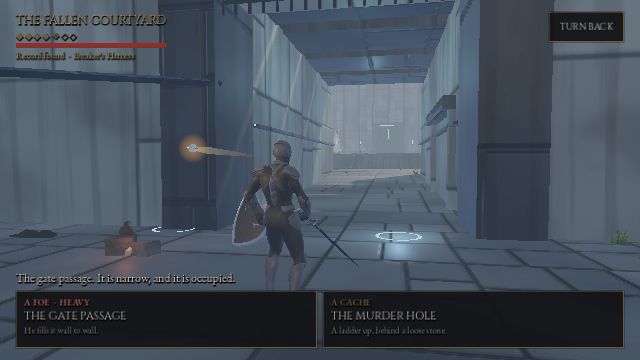 THE FALLEN COURTYARD
TURN BACK
Record found - Breaker's Harness
The gate passage. It is narrow, and it is occupied.
A FOE - HEAVY
THE GATE PASSAGE
He fills it wall to wall.
A CACHE
THE MURDER HOLE
A ladder up, behind a loose stone.